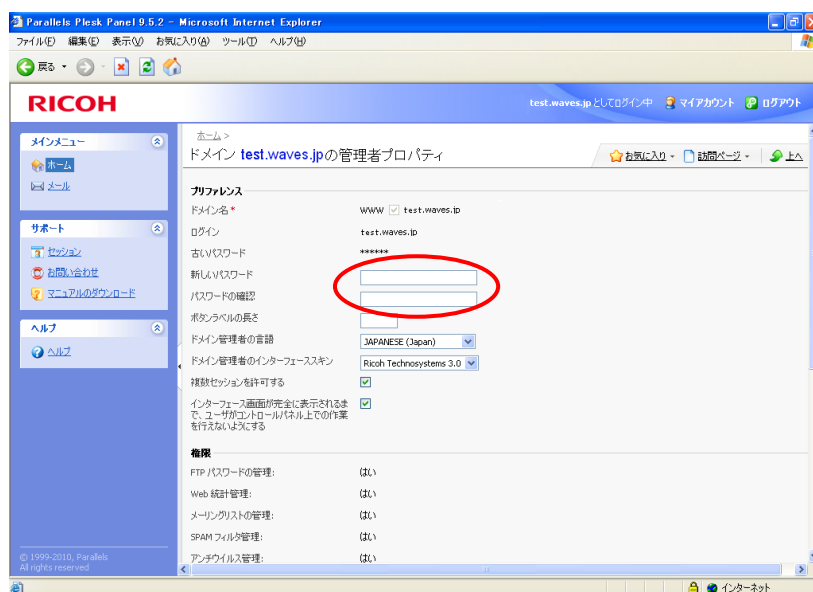 Parallels Plesk Panel 9.5.2 - Microsoft Internet Explorer
ファイル(F) 編集(E) 表示(V) お気に入り(A) ツール(T) ヘルプ(H)
戻る
RICOH
test.waves.jp としてログイン中 マイアカウント ログアウト
メインメニュー
ホーム
メール
サポート
セッション
お問い合わせ
マニュアルのダウンロード
ヘルプ
ヘルプ
© 1999-2010, Parallels
All rights reserved
ホーム >
ドメイン test.waves.jpの管理者プロパティ
お気に入り 訪問ページ 上へ
プリファレンス
ドメイン名 * WWW test.waves.jp
ログイン test.waves.jp
古いパスワード ******
新しいパスワード
パスワードの確認
ボタンラベルの長さ
ドメイン管理者の言語 JAPANESE (Japan)
ドメイン管理者のインターフェーススキン Ricoh Technosystems 3.0
複数セッションを許可する
インターフェース画面が完全に表示されるま
で、ユーザがコントロールパネル上での作業
を行えないようにする
権限
FTP パスワードの管理: はい
Web 統計管理: はい
メーリングリストの管理: はい
SPAM フィルタ管理: はい
アンチウイルス管理: はい
インターネット